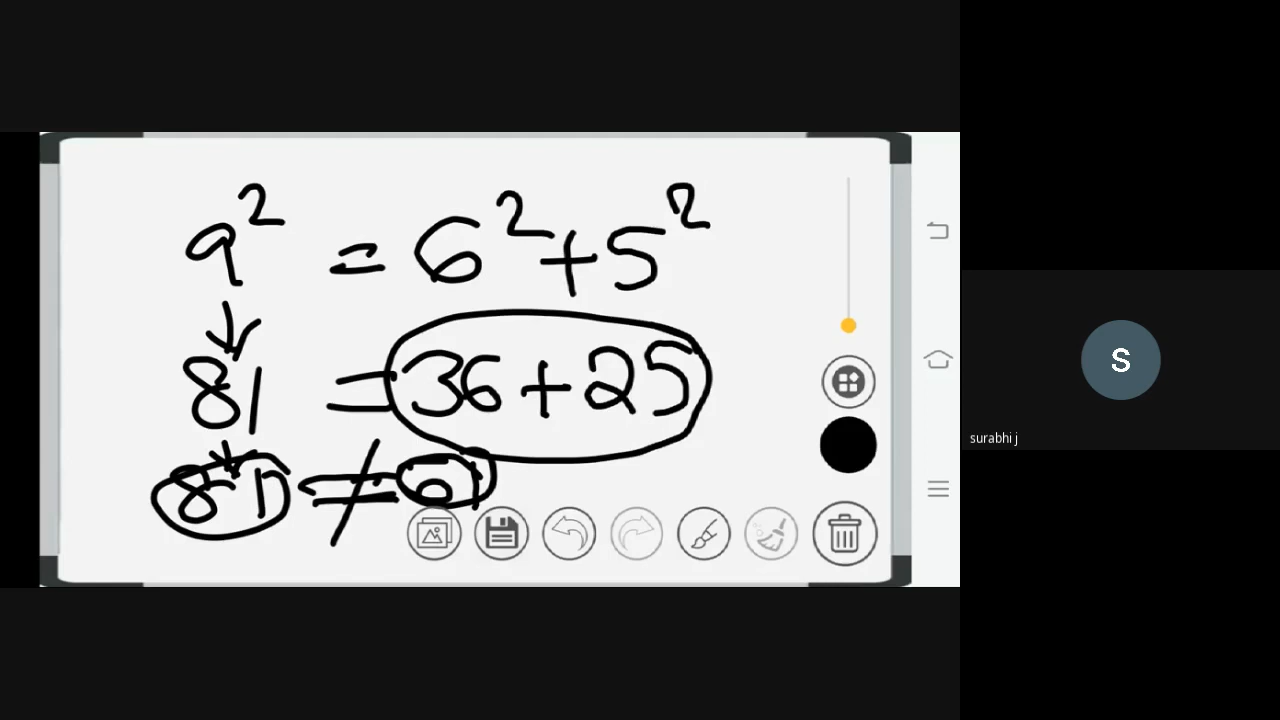 9² = 6² + 5²
81 = 36 + 25
81 ≠ 61
S
surabhi j